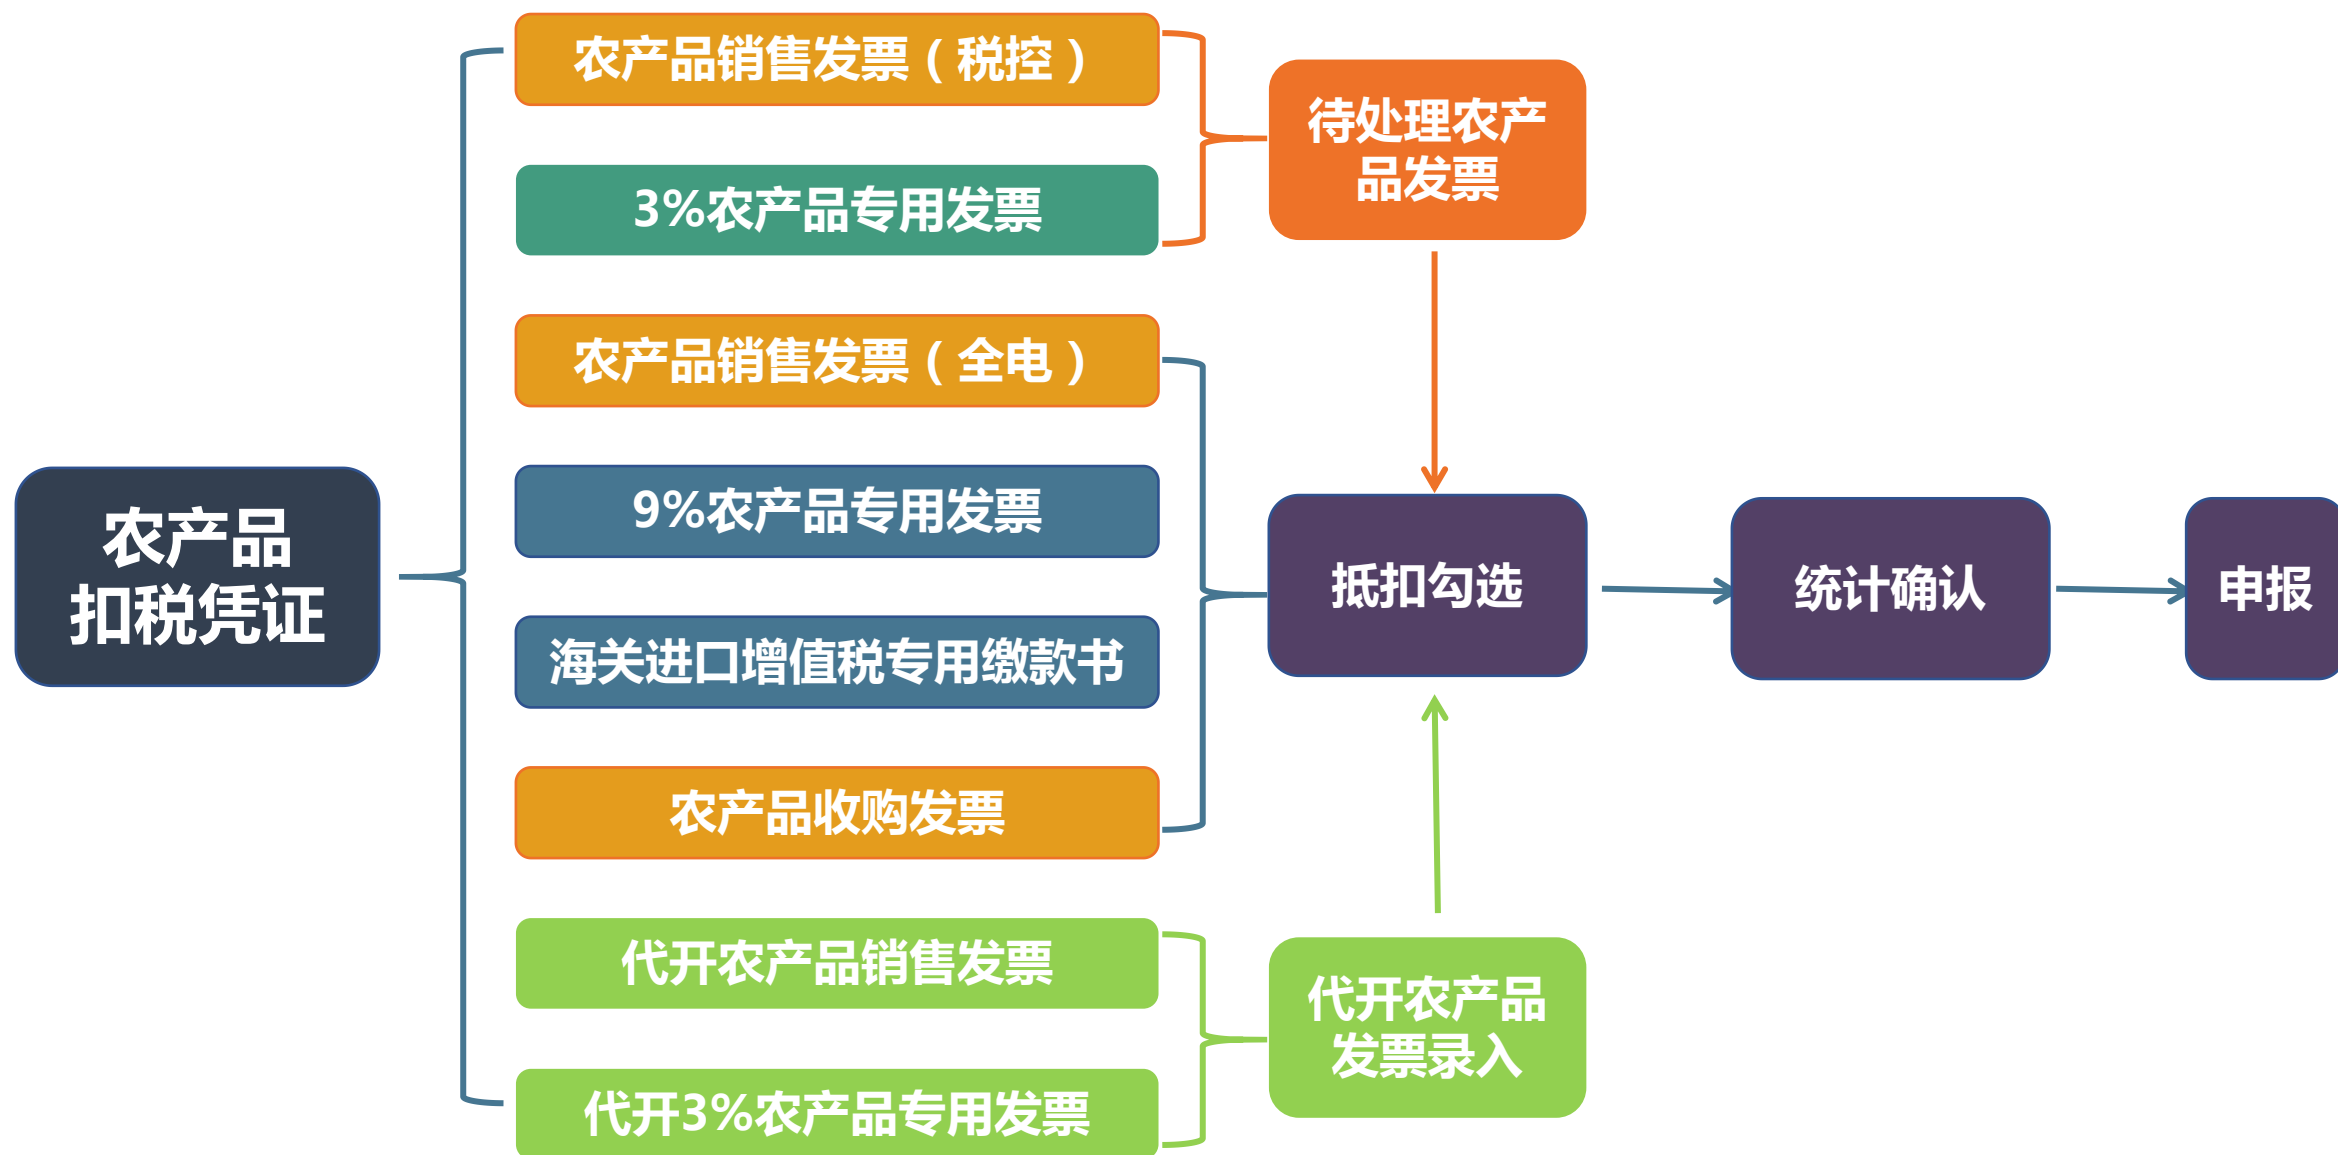 农产品
扣税凭证
农产品销售发票（税控）
3%农产品专用发票
农产品销售发票（全电）
9%农产品专用发票
海关进口增值税专用缴款书
农产品收购发票
代开农产品销售发票
代开3%农产品专用发票
待处理农产
品发票
抵扣勾选
代开农产品
发票录入
统计确认
申报